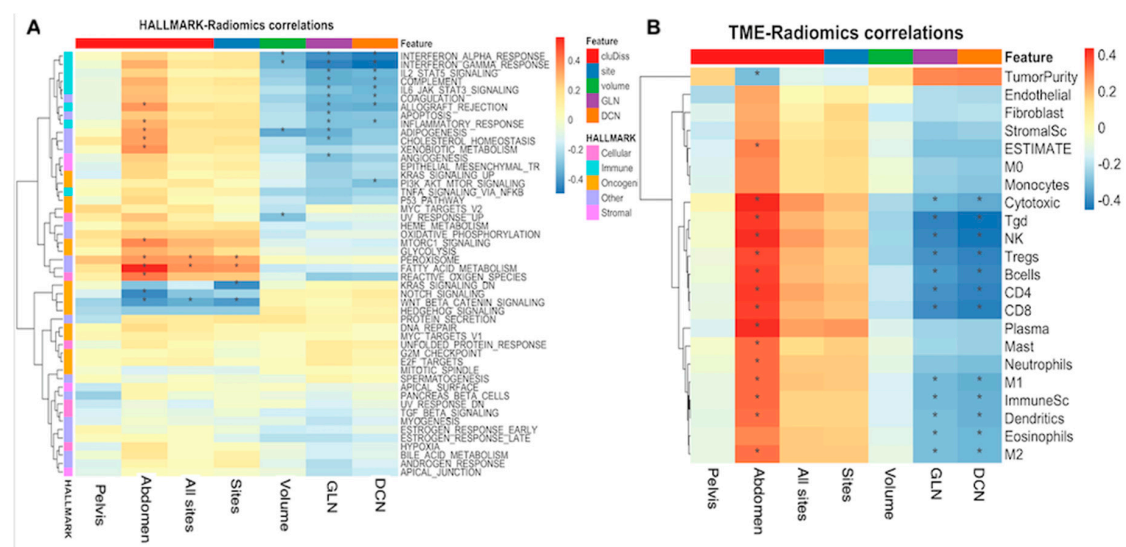 A
HALLMARK-Radiomics correlations
Feature
INTERFERON_ALPHA_RESPONSE
INTERFERON_GAMMA_RESPONSE
IL2_STAT5_SIGNALING
COMPLEMENT
IL6_JAK_STAT3_SIGNALING
COAGULATION
ALLOGRAFT_REJECTION
APOPTOSIS
INFLAMMATORY_RESPONSE
ADIPOGENESIS
CHOLESTEROL_HOMEOSTASIS
XENOBIOTIC_METABOLISM
ANGIOGENESIS
EPITHELIAL_MESENCHYMAL_TR
KRAS_SIGNALING_UP
PI3K_AKT_MTOR_SIGNALING
TNFA_SIGNALING_VIA_NFKB
P53_PATHWAY
MYC_TARGETS_V2
UV_RESPONSE_UP
HEME_METABOLISM
OXIDATIVE_PHOSPHORYLATION
MTORC1_SIGNALING
GLYCOLYSIS
PEROXISOME
FATTY_ACID_METABOLISM
REACTIVE_OXIGEN_SPECIES
KRAS_SIGNALING_DN
NOTCH_SIGNALING
WNT_BETA_CATENIN_SIGNALING
HEDGEHOG_SIGNALING
PROTEIN_SECRETION
DNA_REPAIR
MYC_TARGETS_V1
UNFOLDED_PROTEIN_RESPONSE
G2M_CHECKPOINT
E2F_TARGETS
MITOTIC_SPINDLE
SPERMATOGENESIS
APICAL_SURFACE
PANCREAS_BETA_CELLS
UV_RESPONSE_DN
TGF_BETA_SIGNALING
MYOGENESIS
ESTROGEN_RESPONSE_EARLY
ESTROGEN_RESPONSE_LATE
HYPOXIA
BILE_ACID_METABOLISM
ANDROGEN_RESPONSE
APICAL_JUNCTION
HALLMARK
Pelvis
Abdomen
All sites
Sites
Volume
GLN
DCN
0.4
0.2
0
-0.2
-0.4
Feature
cluDiss
site
volume
GLN
DCN
HALLMARK
Cellular
Immune
Oncogen
Other
Stromal
B
TME-Radiomics correlations
Feature
TumorPurity
Endothelial
Fibroblast
StromalSc
ESTIMATE
M0
Monocytes
Cytotoxic
Tgd
NK
Tregs
Bcells
CD4
CD8
Plasma
Mast
Neutrophils
M1
ImmuneSc
Dendritics
Eosinophils
M2
Pelvis
Abdomen
All sites
Sites
Volume
GLN
DCN
0.4
0.2
0
-0.2
-0.4